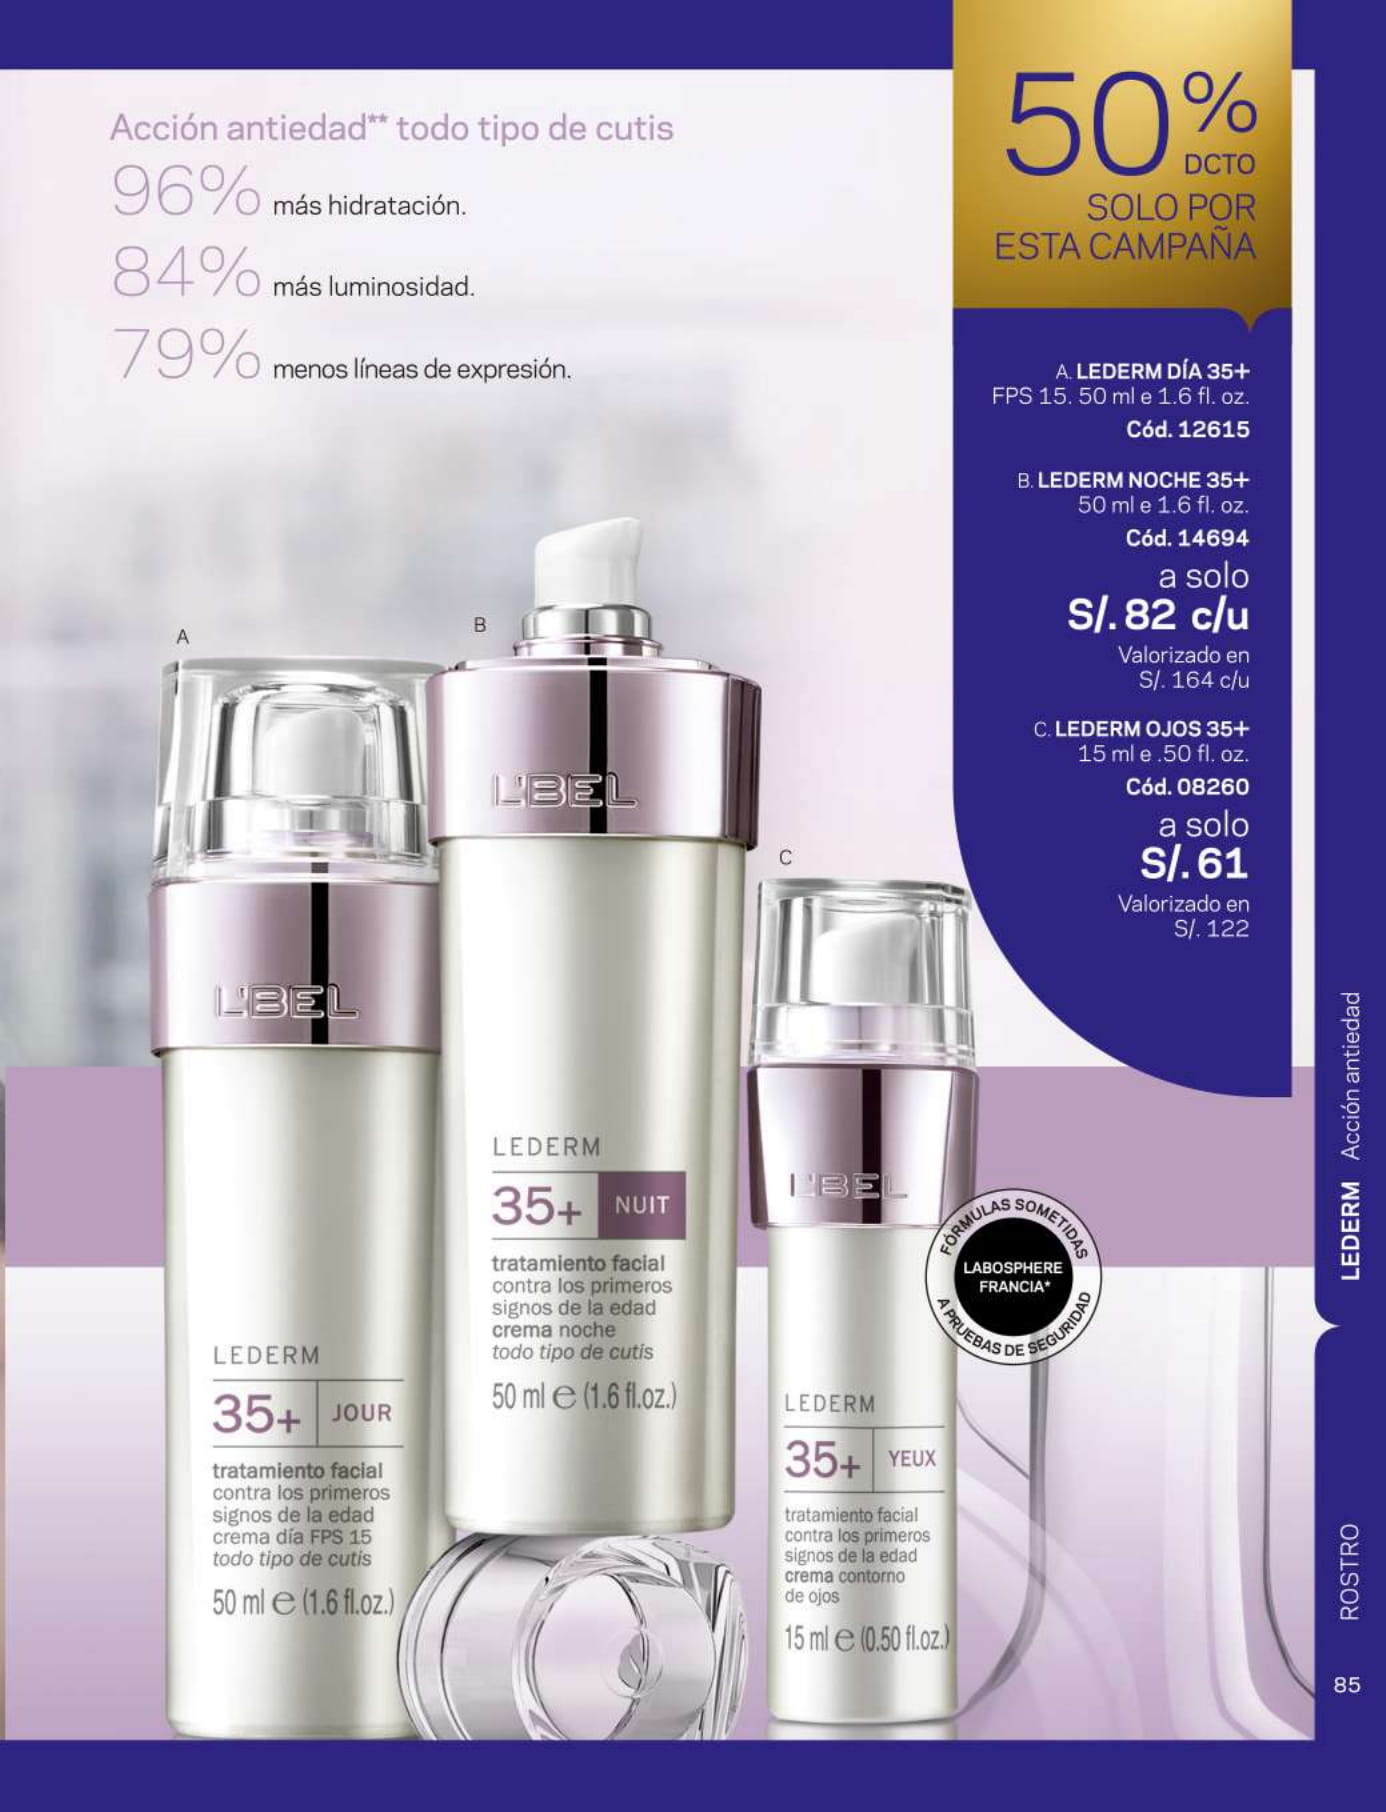 Acción antiedad** todo tipo de cutis
96% más hidratación.
84% más luminosidad.
79% menos líneas de expresión.
50% DCTO
SOLO POR
ESTA CAMPAÑA
A. LEDERM DÍA 35+
FPS 15. 50 ml e 1.6 fl. oz.
Cód. 12615
B. LEDERM NOCHE 35+
50 ml e 1.6 fl. oz.
Cód. 14694
a solo
S/. 82 c/u
Valorizado en
S/. 164 c/u
C. LEDERM OJOS 35+
15 ml e .50 fl. oz.
Cód. 08260
a solo
S/. 61
Valorizado en
S/. 122
A
L'BEL
LEDERM
35+ JOUR
tratamiento facial
contra los primeros
signos de la edad
crema día FPS 15
todo tipo de cutis
50 ml e (1.6 fl.oz.)
B
L'BEL
LEDERM
35+ NUIT
tratamiento facial
contra los primeros
signos de la edad
crema noche
todo tipo de cutis
50 ml e (1.6 fl.oz.)
C
L'BEL
LEDERM
35+ YEUX
tratamiento facial
contra los primeros
signos de la edad
crema contorno
de ojos
15 ml e (0.50 fl.oz.)
FÓRMULAS SOMETIDAS
A PRUEBAS DE SEGURIDAD
LABOSPHERE
FRANCIA*
LEDERM Acción antiedad
ROSTRO
85